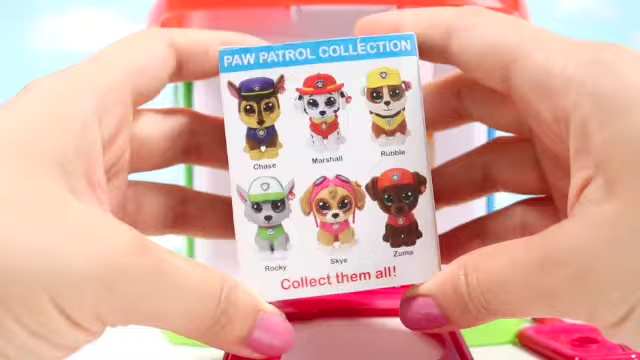 PAW PATROL COLLECTION
Chase
Marshall
Rubble
Rocky
Skye
Zuma
Collect them all!